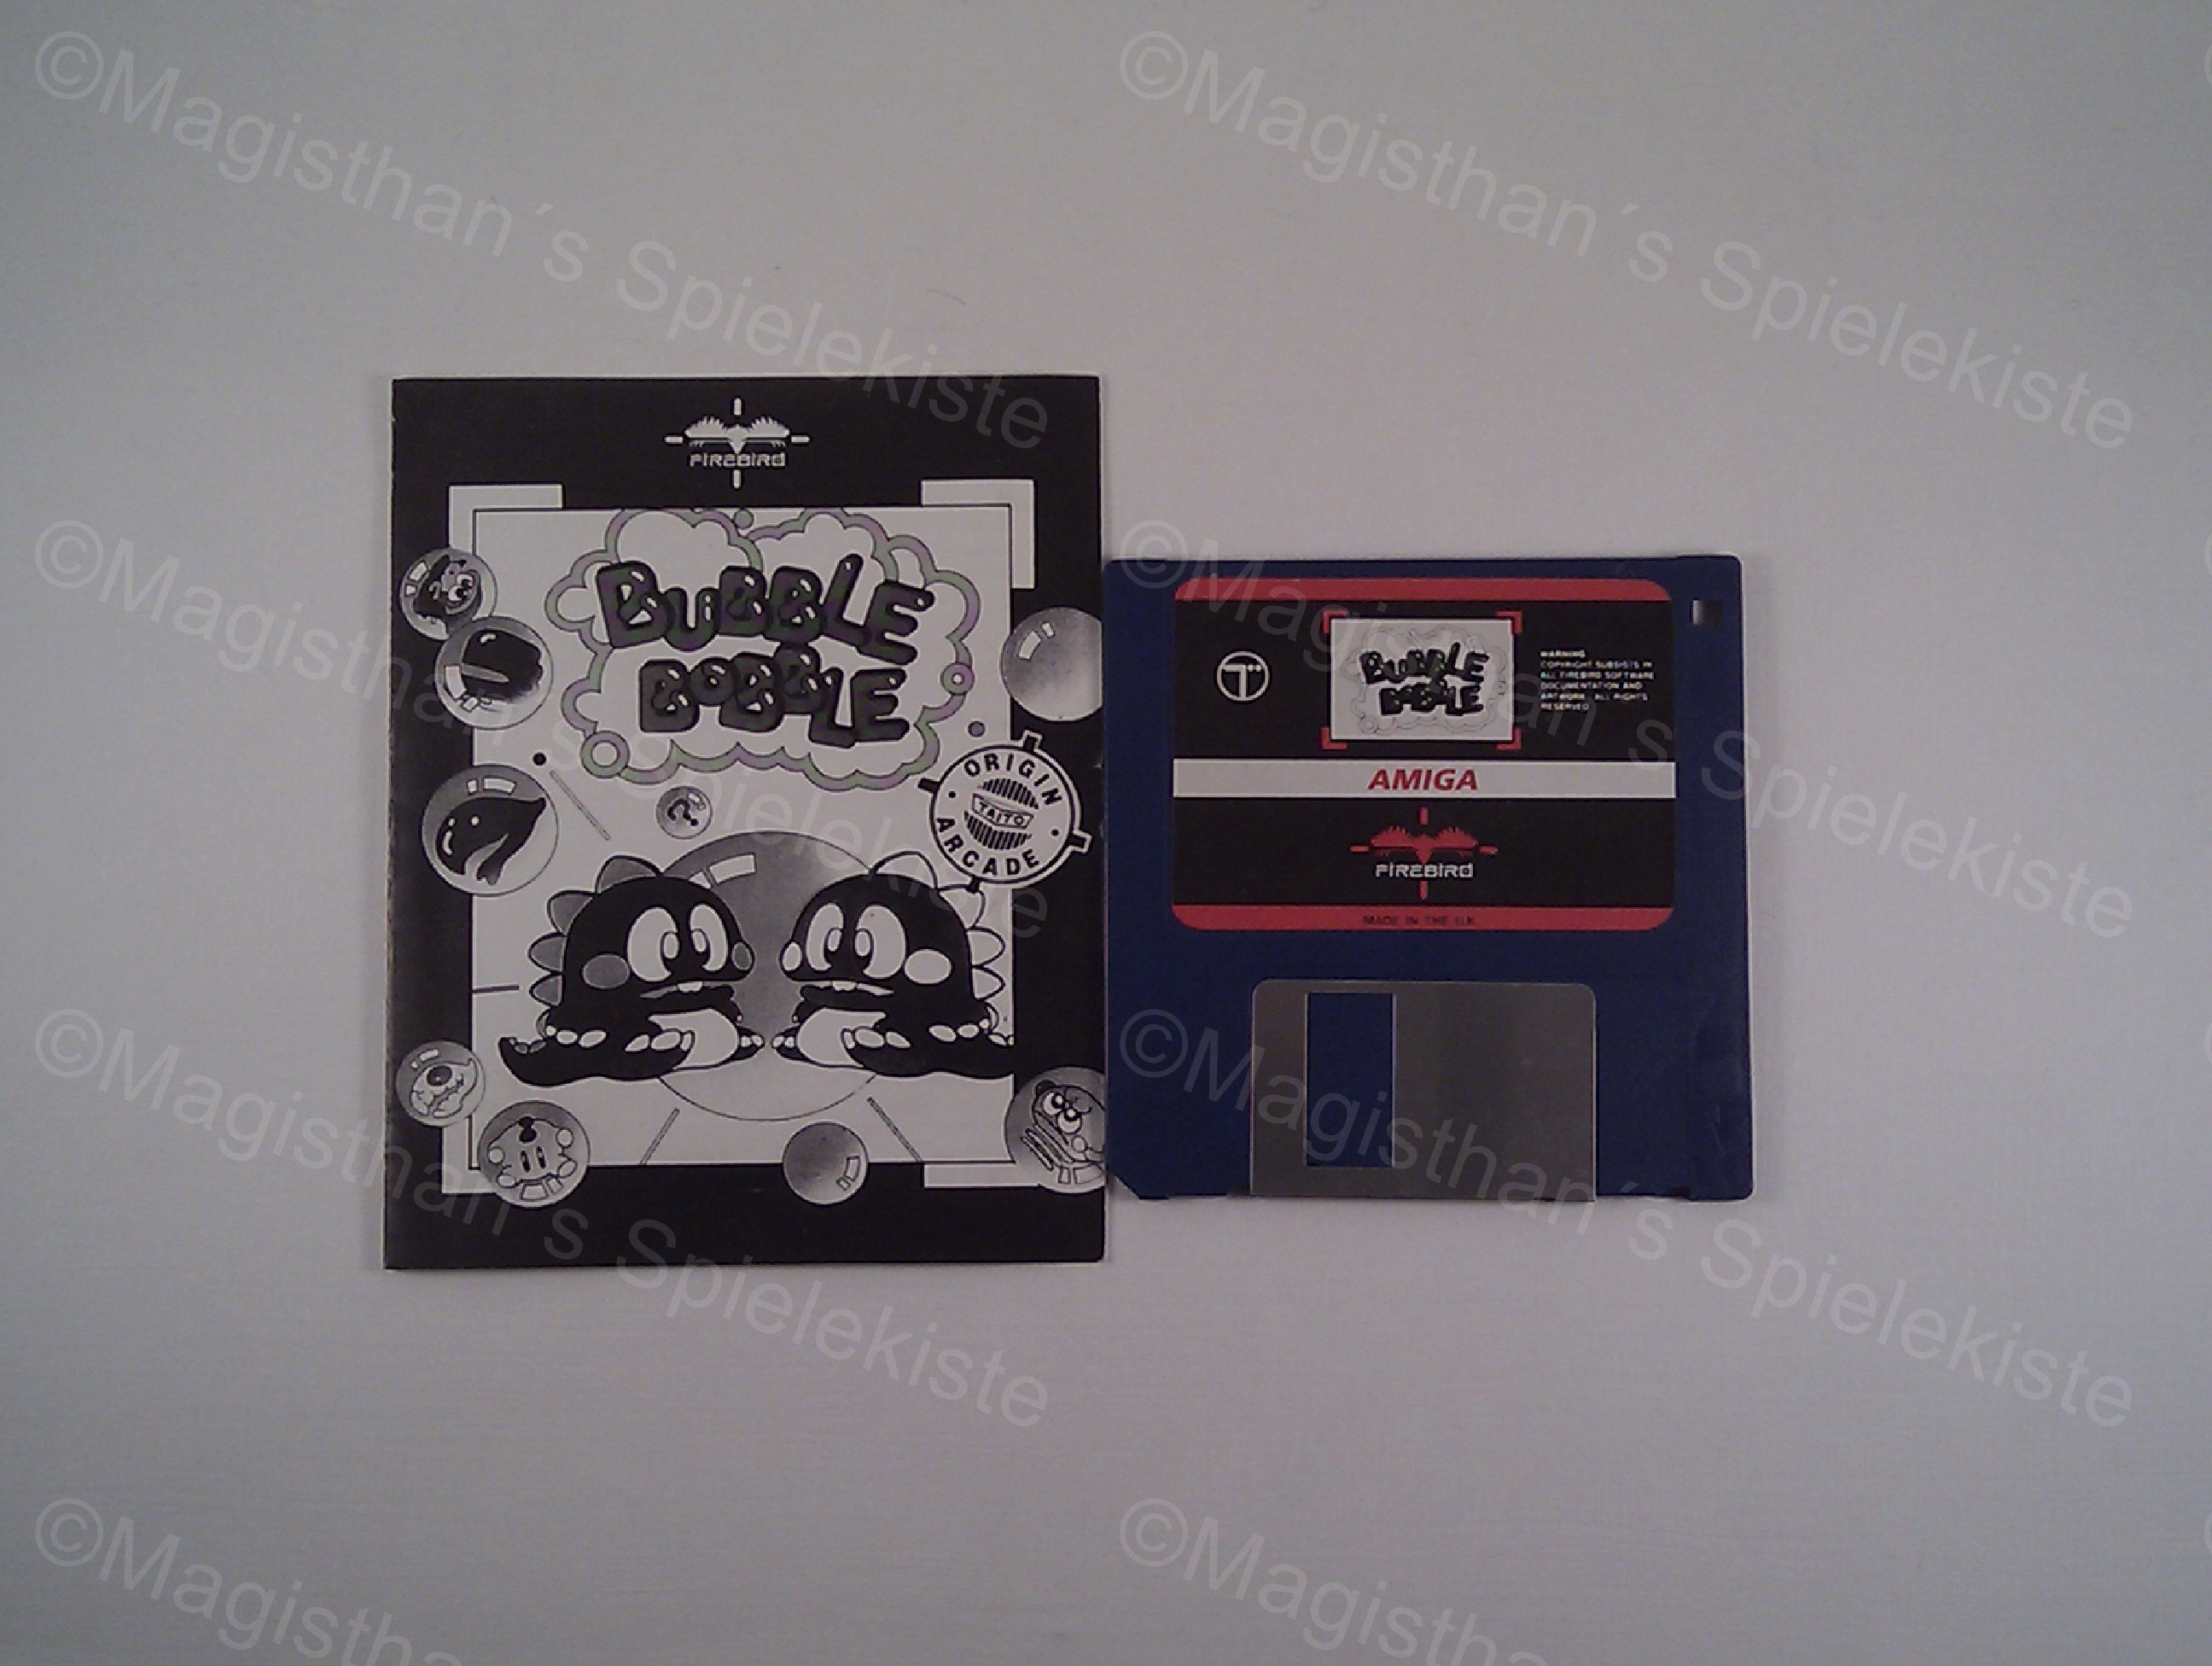 ©Magisthan´s Spielekiste
©Magisthan´s Spielekiste
FIREBIRD
BUBBLE
BOBBLE
ORIGIN
TAITO
ARCADE
©Magisthan´s Spielekiste
©Magisthan´s Spielekiste
BUBBLE
BOBBLE
WARNING
COPYRIGHT SUBSISTS IN
ALL FIREBIRD SOFTWARE
DOCUMENTATION AND
ARTWORK. ALL RIGHTS
RESERVED
AMIGA
FIREBIRD
MADE IN THE U.K.
©Magisthan´s Spielekiste
©Magisthan´s Spielekiste
©Magisth
©Magisthan